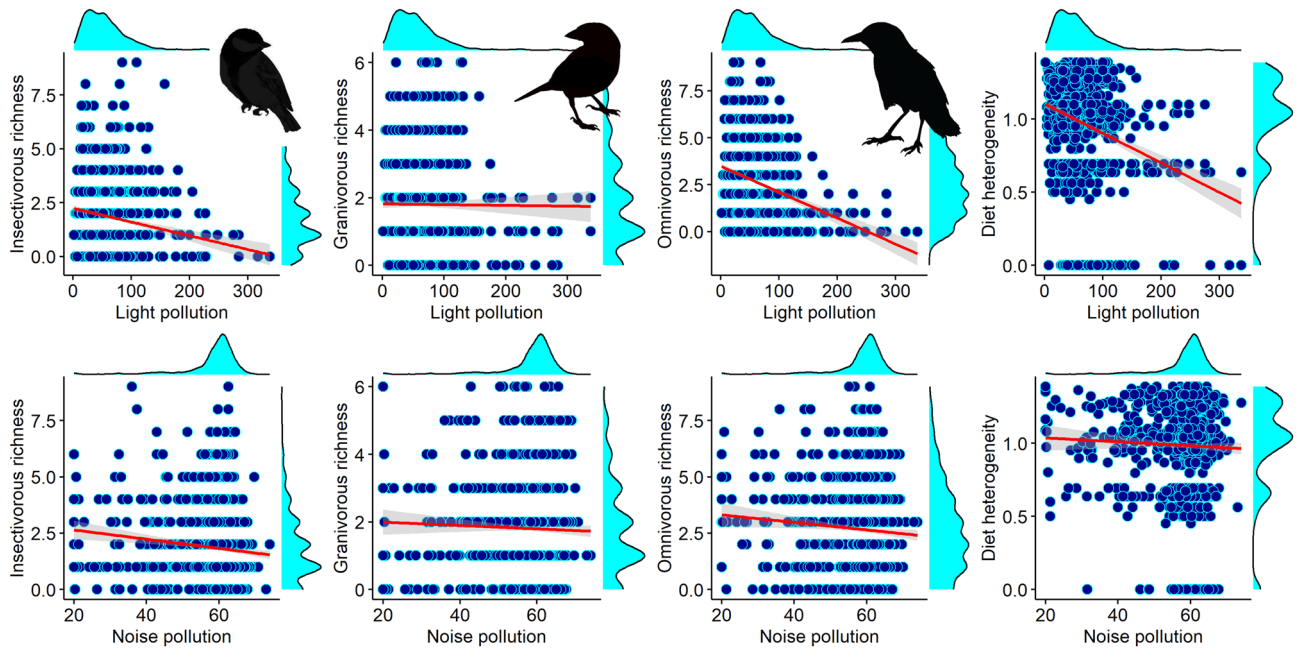 Insectivorous richness
7.5
5.0
2.5
0.0
0 100 200 300
Light pollution
Granivorous richness
6
4
2
0
0 100 200 300
Light pollution
Omnivorous richness
7.5
5.0
2.5
0.0
0 100 200 300
Light pollution
Diet heterogeneity
1.0
0.5
0.0
0 100 200 300
Light pollution
Insectivorous richness
7.5
5.0
2.5
0.0
20 40 60
Noise pollution
Granivorous richness
6
4
2
0
20 40 60
Noise pollution
Omnivorous richness
7.5
5.0
2.5
0.0
20 40 60
Noise pollution
Diet heterogeneity
1.0
0.5
0.0
20 40 60
Noise pollution